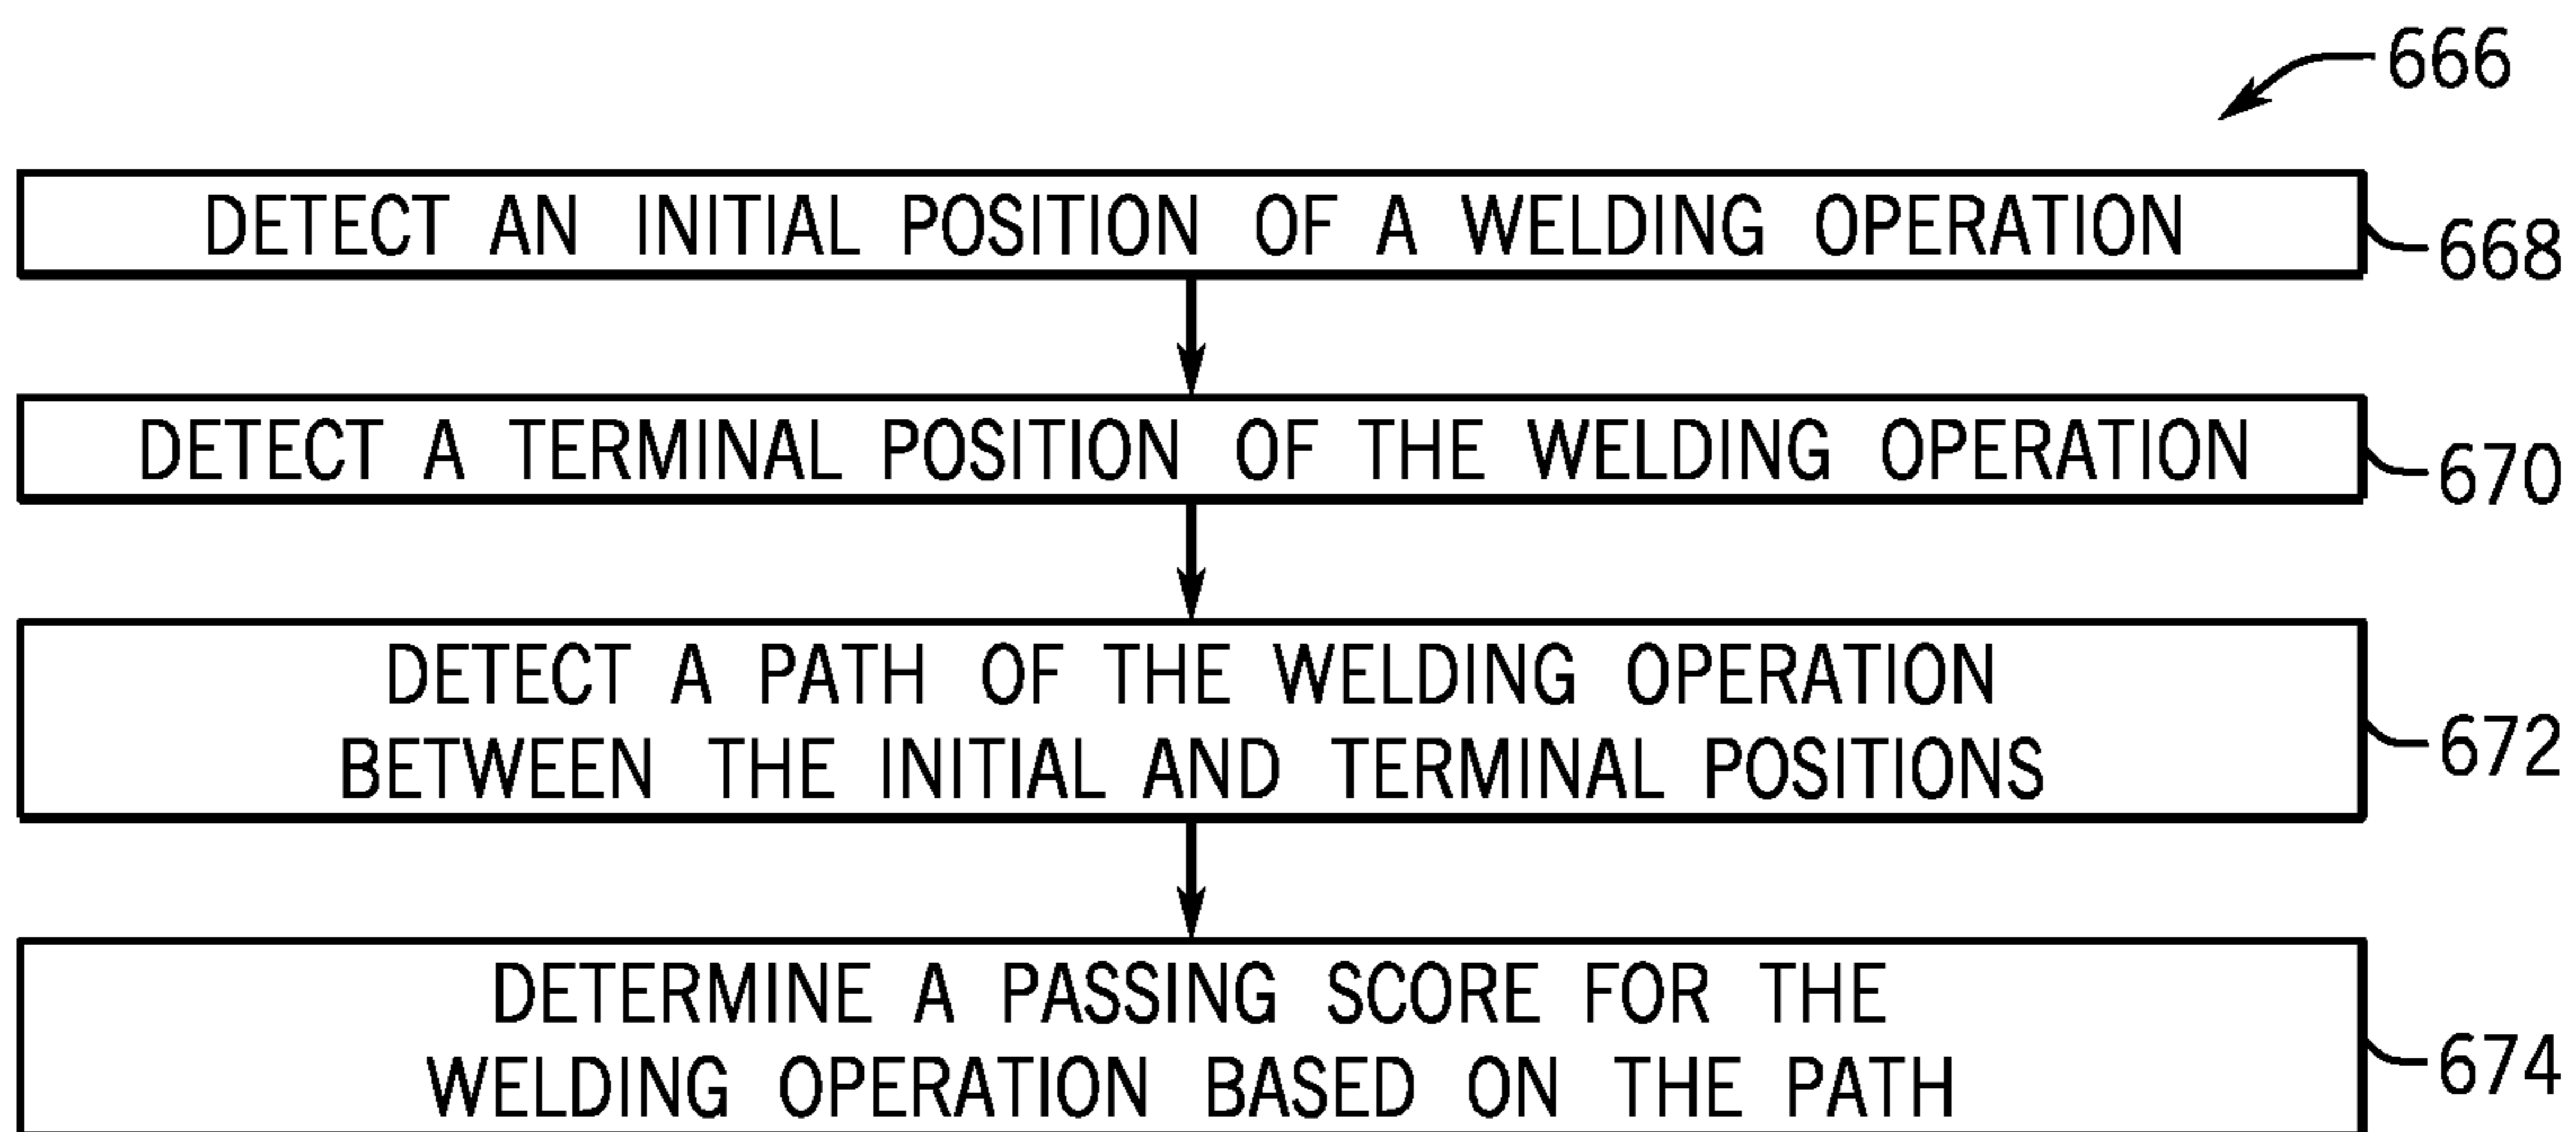 666
DETECT AN INITIAL POSITION OF A WELDING OPERATION
668
DETECT A TERMINAL POSITION OF THE WELDING OPERATION
670
DETECT A PATH OF THE WELDING OPERATION
BETWEEN THE INITIAL AND TERMINAL POSITIONS
672
DETERMINE A PASSING SCORE FOR THE
WELDING OPERATION BASED ON THE PATH
674